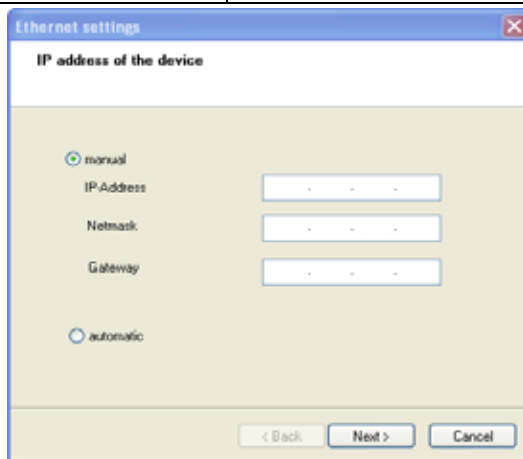 Ethernet settings
IP address of the device
manual
IP-Address
Netmask
Gateway
automatic
< Back Next > Cancel